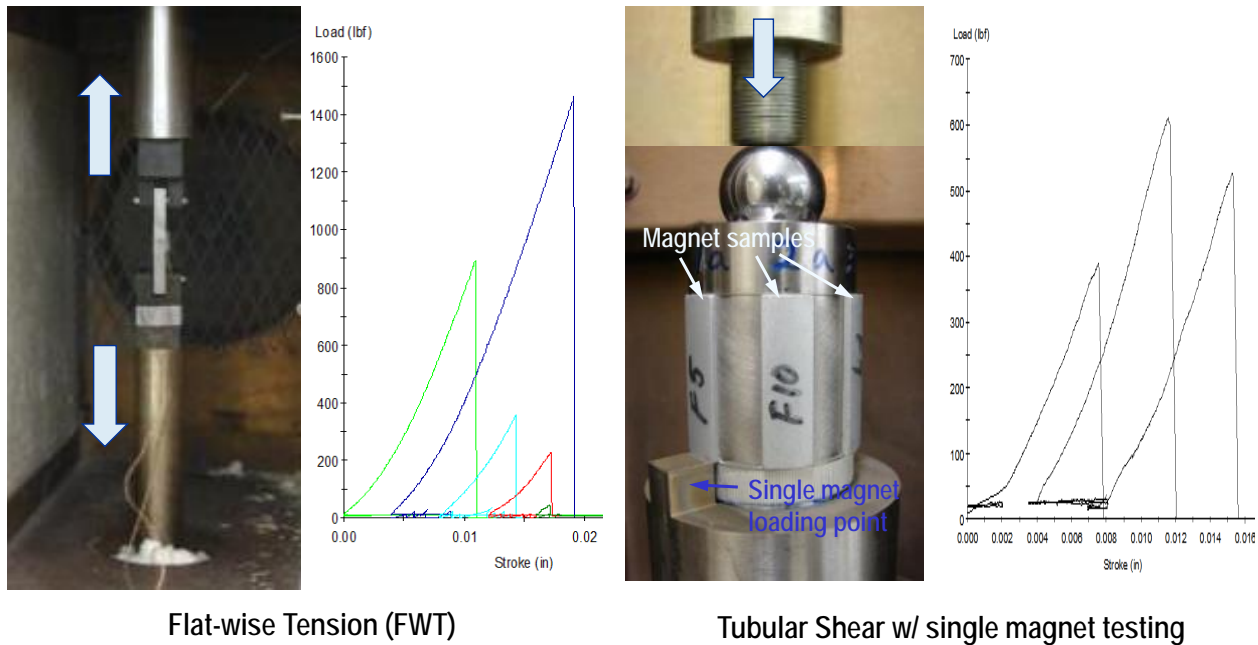 Load (lbf)
1600
1400
1200
1000
800
600
400
200
0
0.00
0.01
0.02
Stroke (in)
Magnet samples
2 a
F5
F10
Single magnet
loading point
Load (lbf)
700
600
500
400
300
200
100
0
0.000
0.002
0.004
0.006
0.008
0.010
0.012
0.014
0.016
Stroke (in)
Flat-wise Tension (FWT)
Tubular Shear w/ single magnet testing